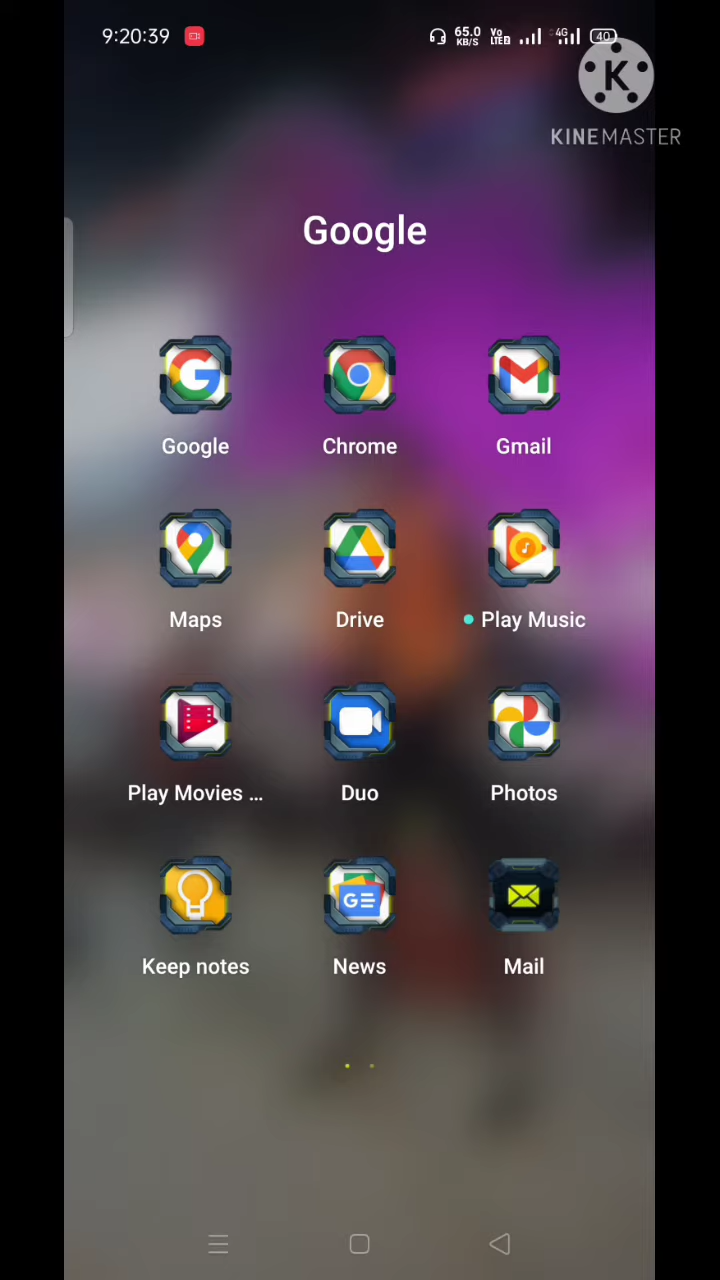 9:20:39 65.0 KB/S Vo LTE2 4G 40
K
KINEMASTER
Google
Google Chrome Gmail
Maps Drive Play Music
Play Movies ... Duo Photos
Keep notes News Mail